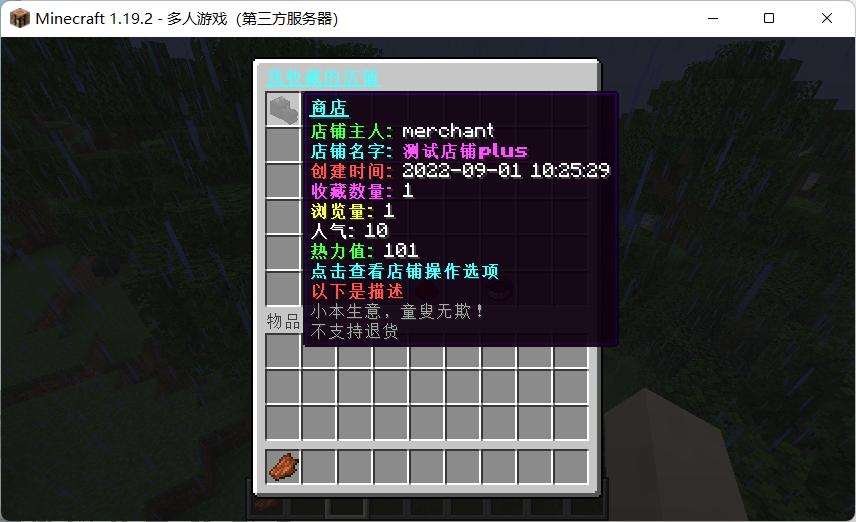 Minecraft 1.19.2 - 多人游戏（第三方服务器）
我收藏的店铺
商店
店铺主人: merchant
店铺名字: 测试店铺plus
创建时间: 2022-09-01 10:25:29
收藏数量: 1
浏览量: 1
人气: 10
热力值: 101
点击查看店铺操作选项
以下是描述
小本生意，童叟无欺！
不支持退货
物品